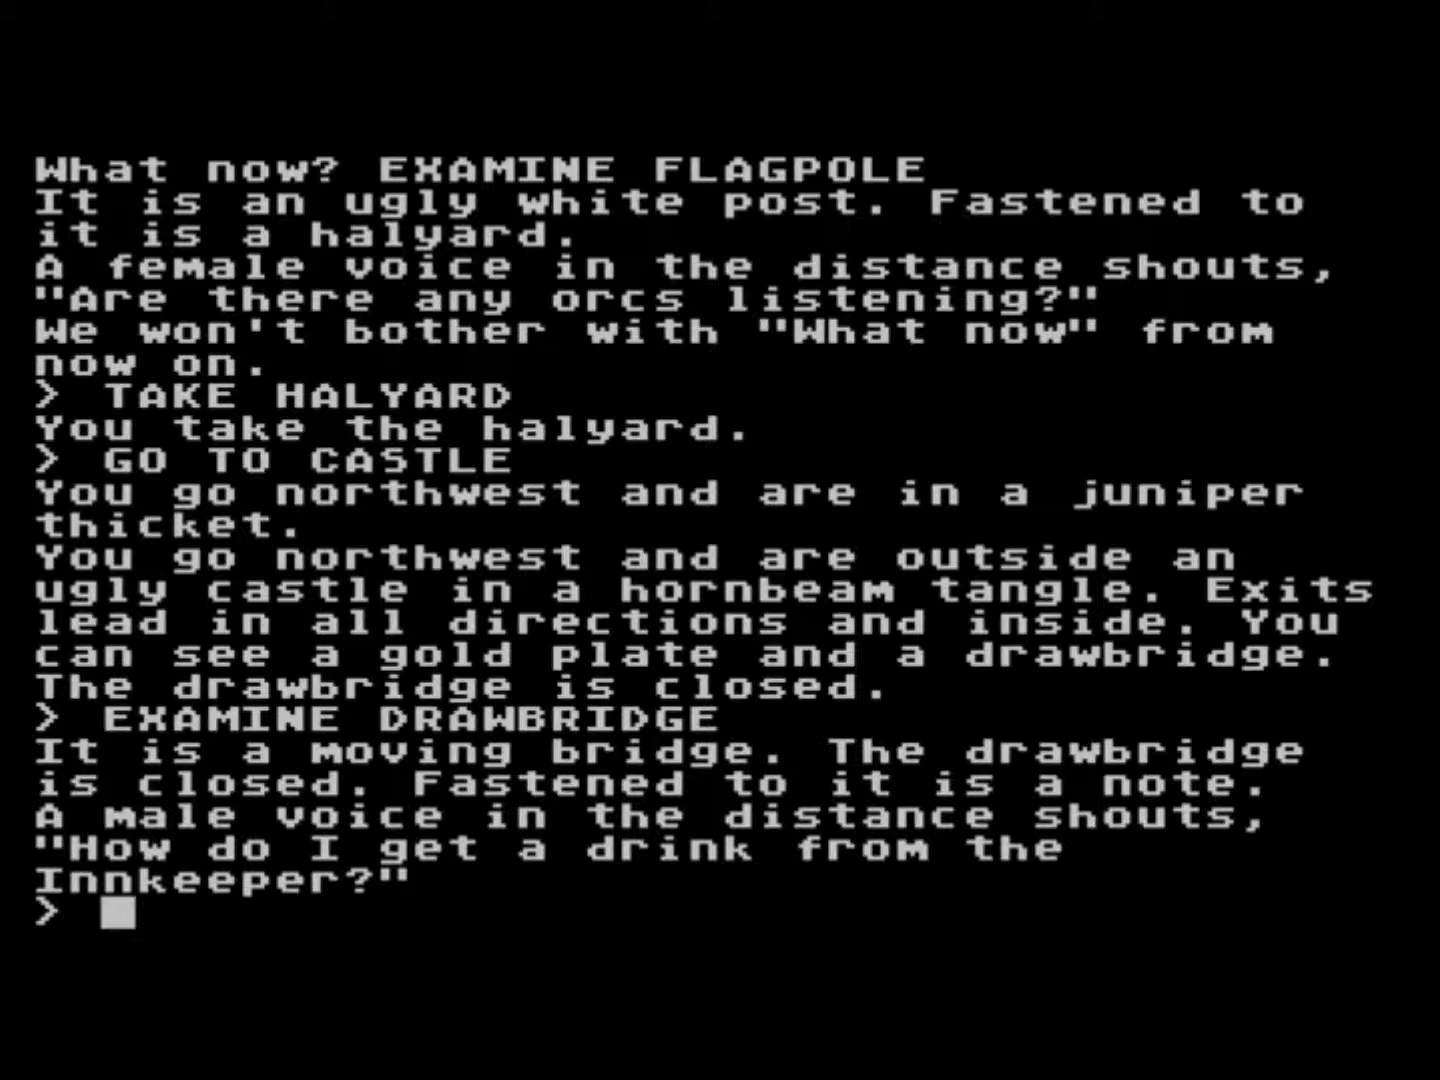 What now? EXAMINE FLAGPOLE
It is an ugly white post. Fastened to
it is a halyard.
A female voice in the distance shouts,
"Are there any orcs listening?"
We won't bother with "What now" from
now on.
> TAKE HALYARD
You take the halyard.
> GO TO CASTLE
You go northwest and are in a juniper
thicket.
You go northwest and are outside an
ugly castle in a hornbeam tangle. Exits
lead in all directions and inside. You
can see a gold plate and a drawbridge.
The drawbridge is closed.
> EXAMINE DRAWBRIDGE
It is a moving bridge. The drawbridge
is closed. Fastened to it is a note.
A male voice in the distance shouts,
"How do I get a drink from the
Innkeeper?"
>